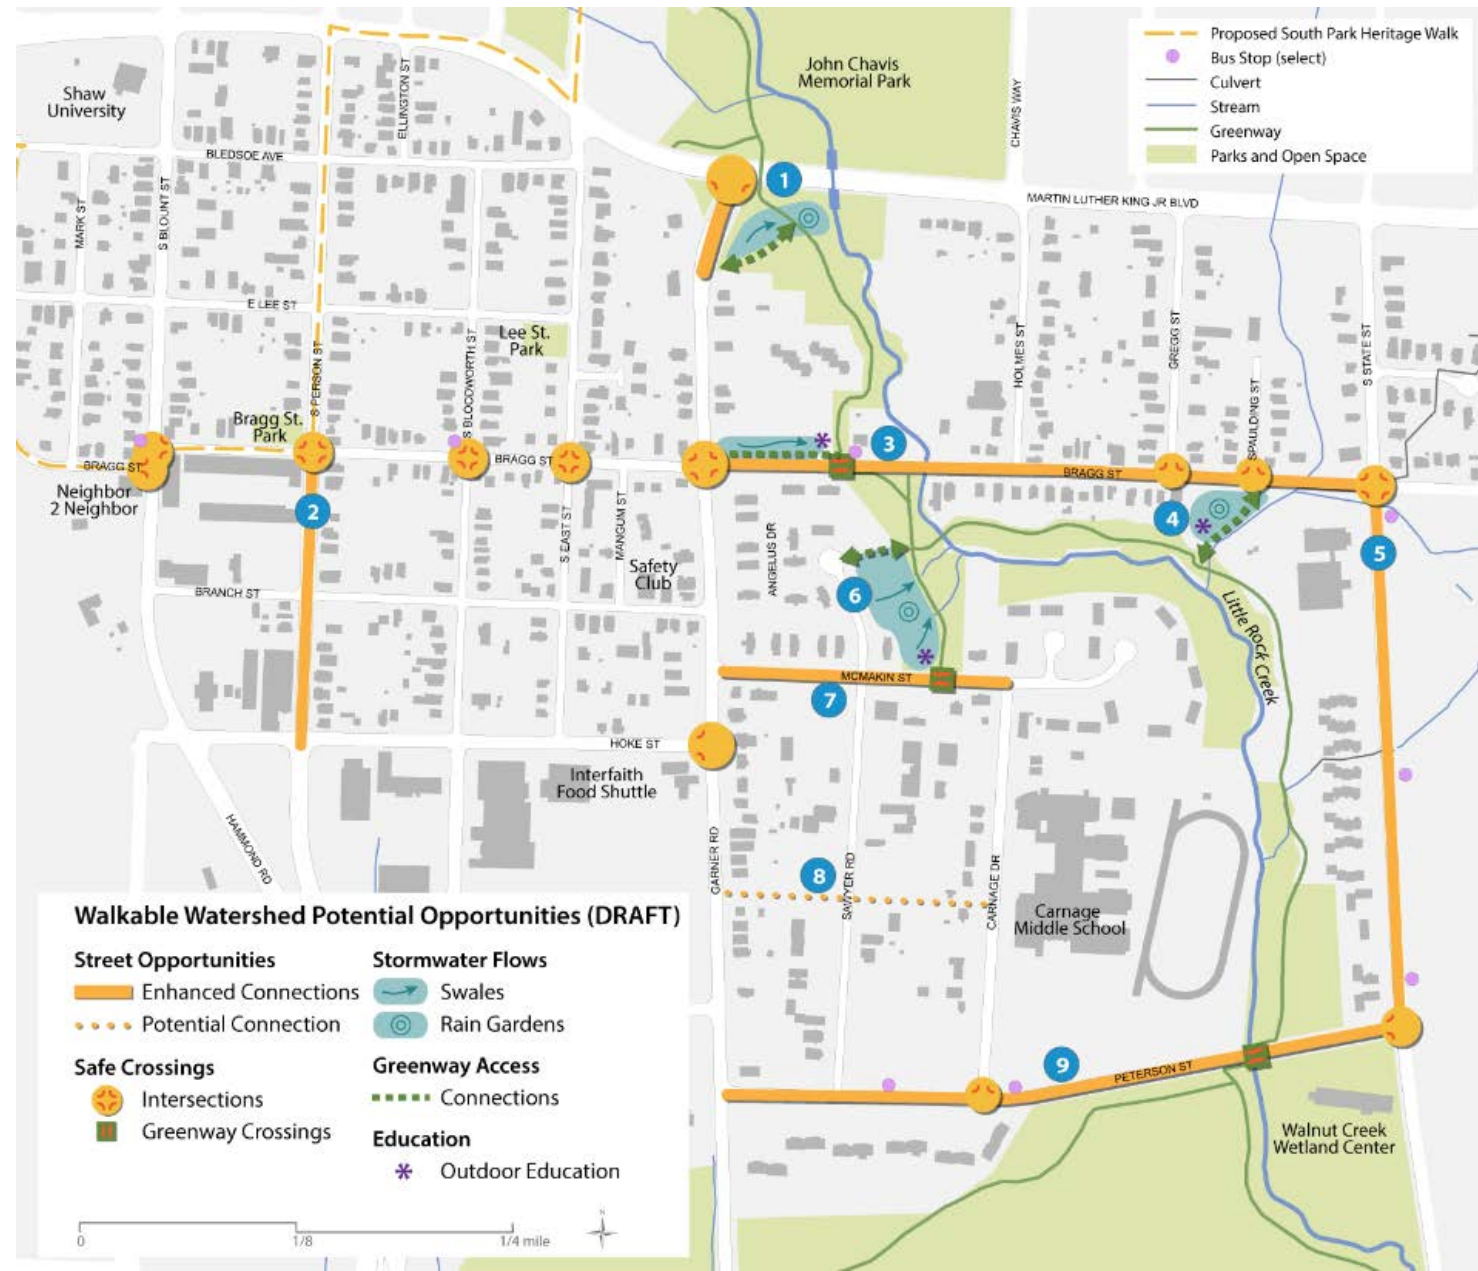 Proposed South Park Heritage Walk
Bus Stop (select)
Culvert
Stream
Greenway
Parks and Open Space
John Chavis
Memorial Park
Shaw
University
ELLINGTON ST
CHAVIS WAY
BLEDSOE AVE
MARK ST
S BLOUNT ST
1
MARTIN LUTHER KING JR BLVD
E LEE ST
Lee St.
Park
S PERSON ST
S BLOODWORTH ST
HOLMES ST
GREGG ST
SPAULDING ST
S STATE ST
Bragg St.
Park
BRAGG ST
BRAGG ST
3
BRAGG ST
Neighbor
2 Neighbor
2
4
5
S EAST ST
MANGUM ST
ANGELUS DR
Safety
Club
BRANCH ST
6
Little Rock Creek
MCMAKIN ST
7
HOKE ST
Interfaith
Food Shuttle
HAMMOND RD
GARNER RD
8
SAWYER RD
CARNAGE DR
Carnage
Middle School
9
PETERSON ST
Walnut Creek
Wetland Center
Walkable Watershed Potential Opportunities (DRAFT)
Street Opportunities
Enhanced Connections
Potential Connection
Safe Crossings
Intersections
Greenway Crossings
Stormwater Flows
Swales
Rain Gardens
Greenway Access
Connections
Education
Outdoor Education
0
1/8
1/4 mile
N